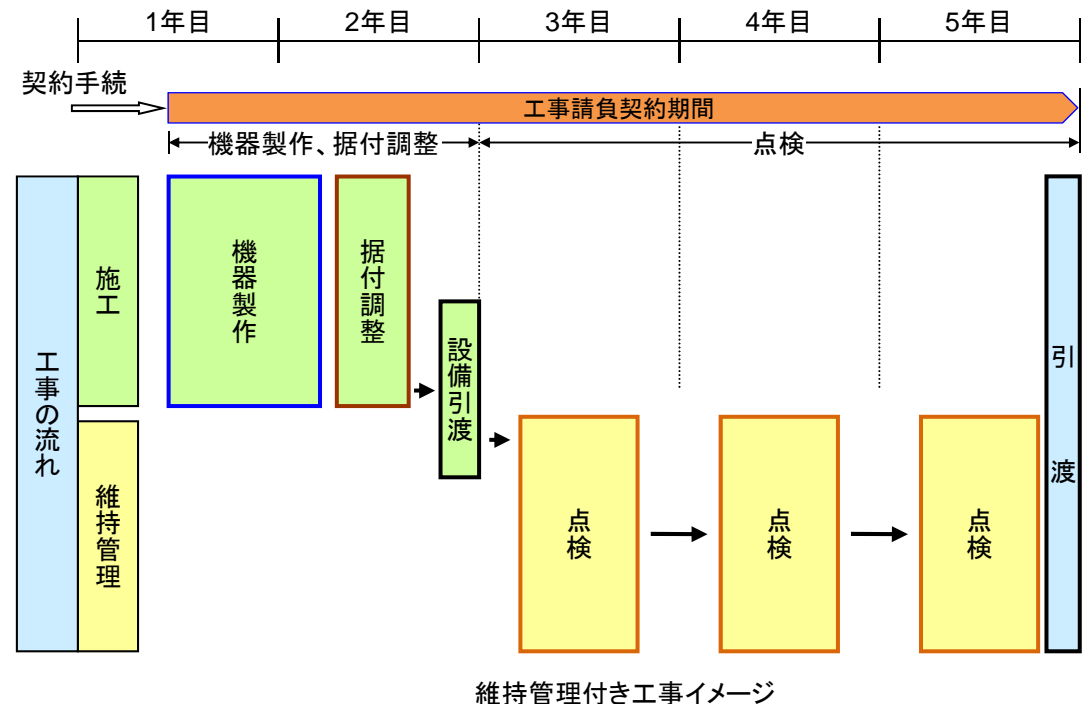 1年目
2年目
3年目
4年目
5年目
契約手続
工事請負契約期間
機器製作、据付調整
点検
工事の流れ
施工
機器製作
据付調整
設備引渡
引渡
維持管理
点検
点検
点検
維持管理付き工事イメージ